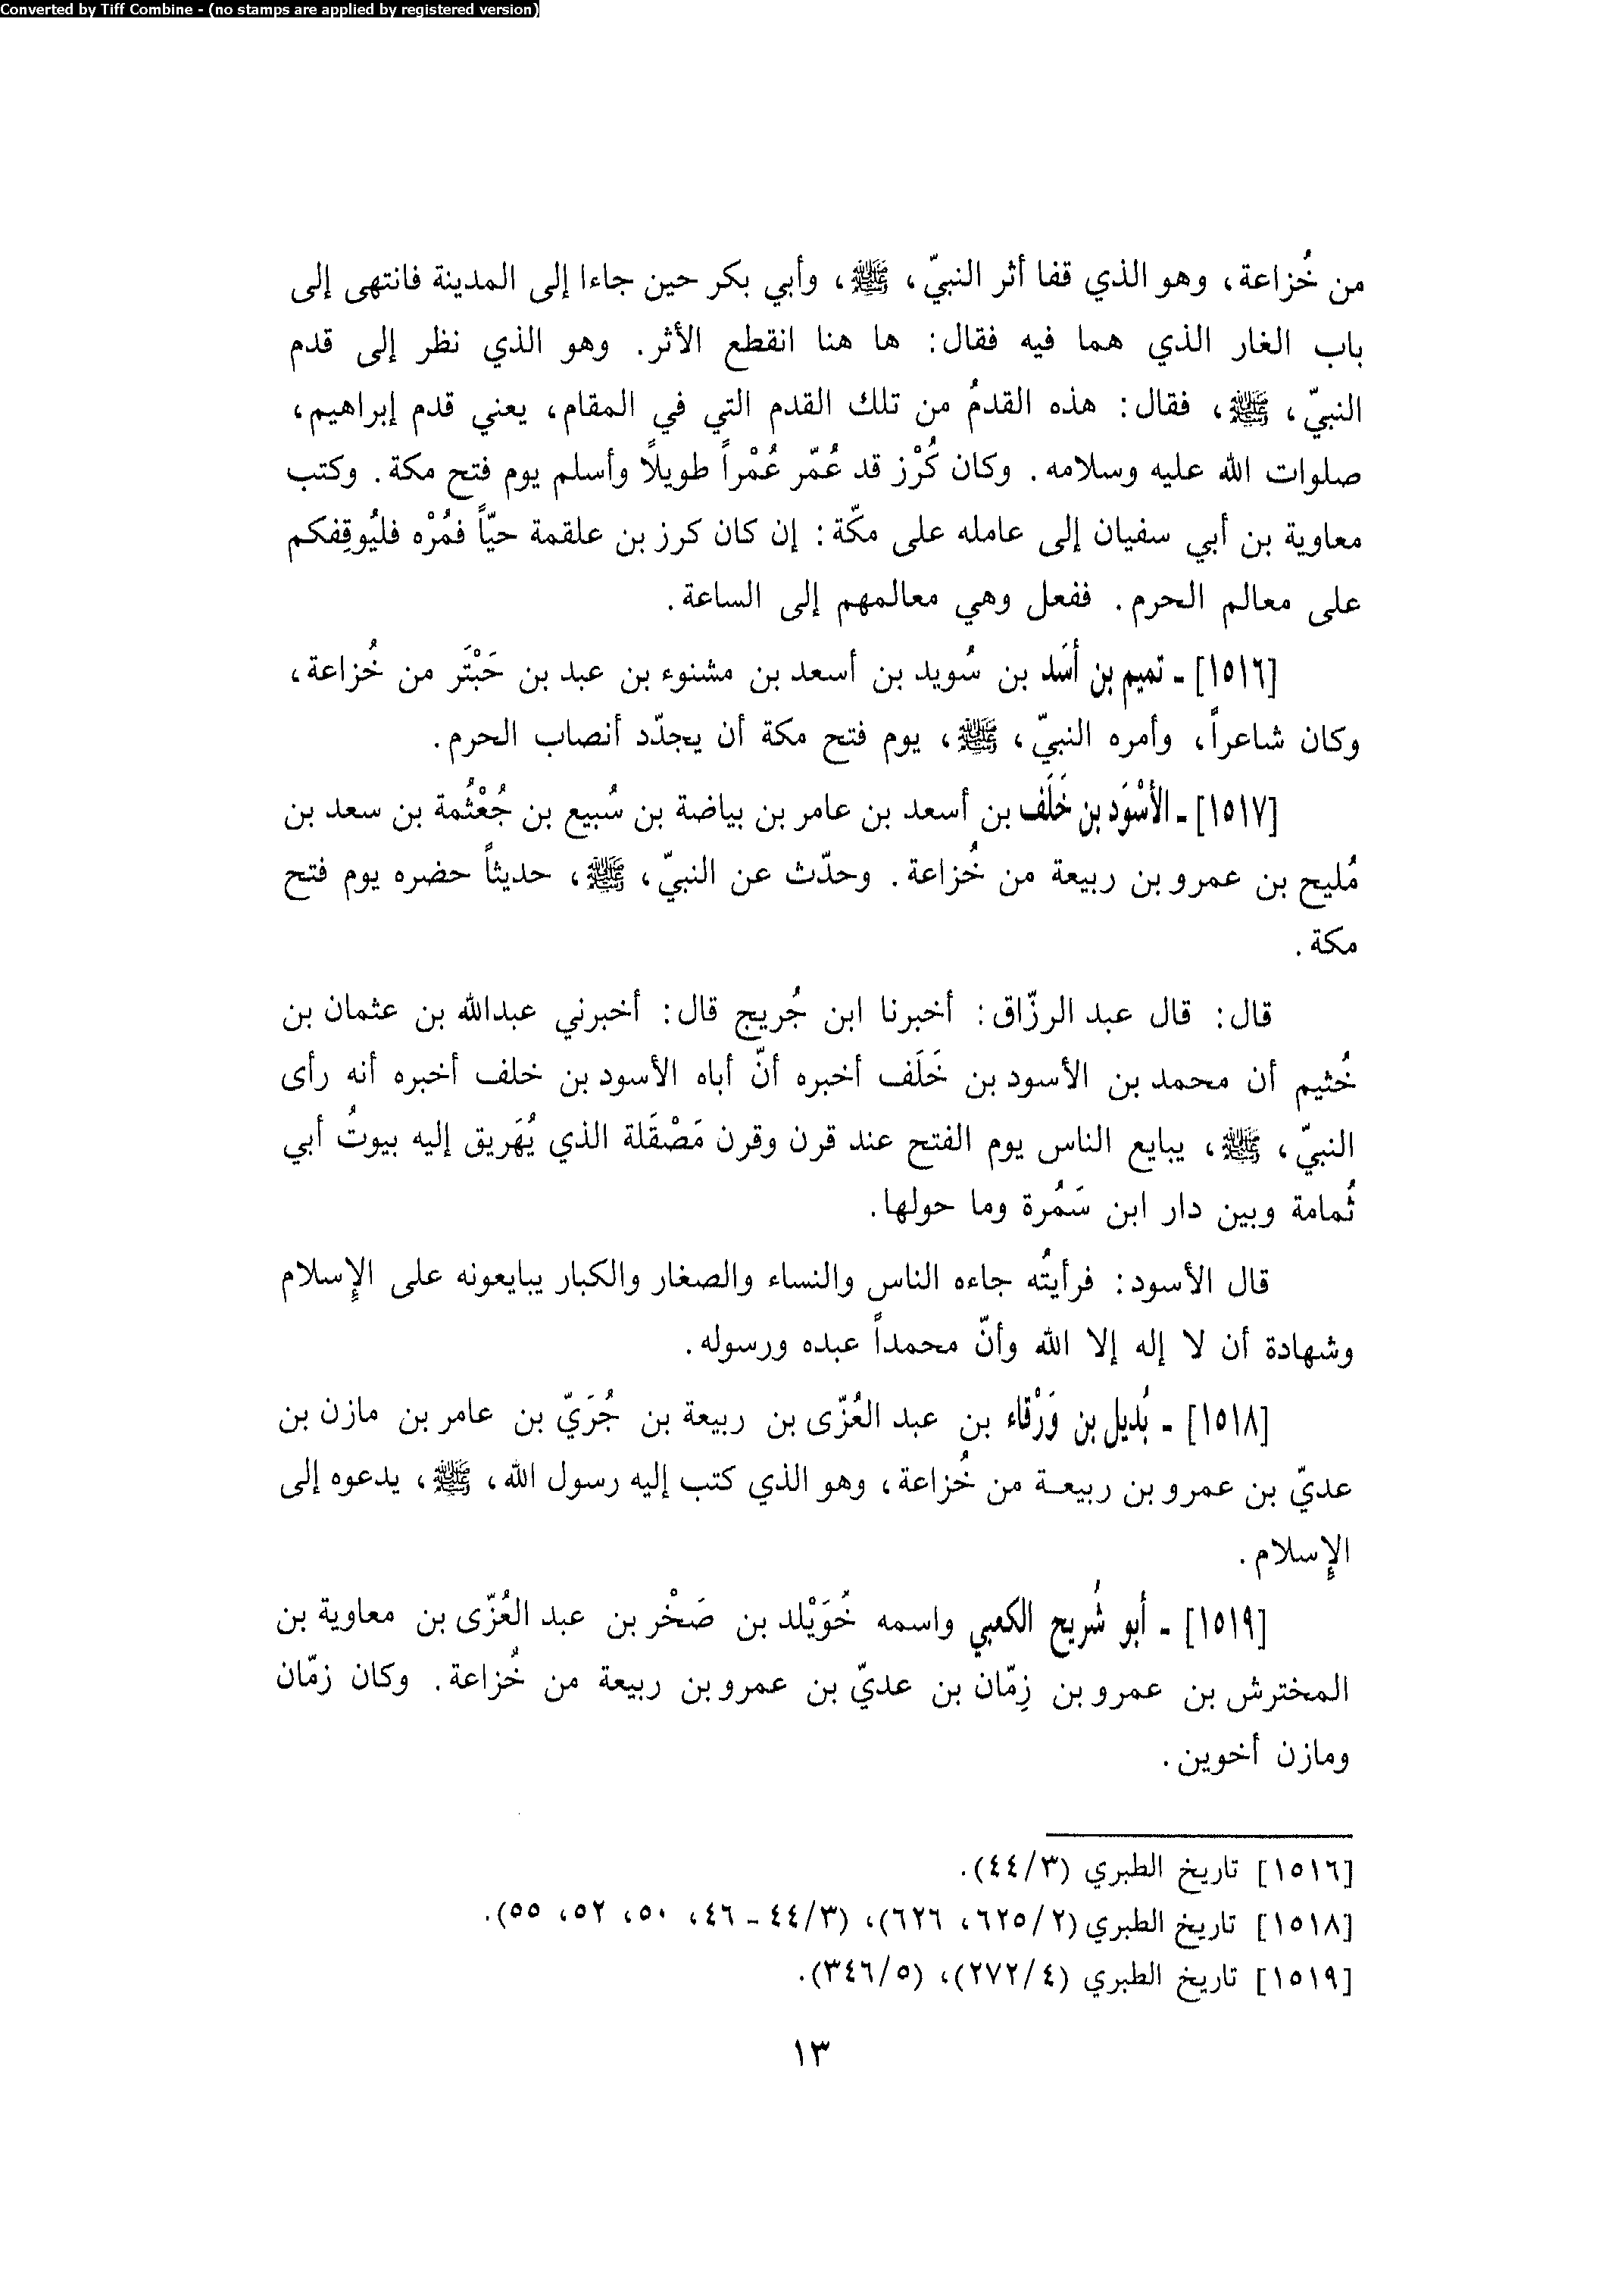 Converted by Tiff Combine - (no stamps are applied by registered version)
من خُزاعة، وهو الذي قفا أثر النبيّ، ﷺ، وأبي بكر حين جاءا إلى المدينة فانتهى إلى
باب الغار الذي هما فيه فقال: ها هنا انقطع الأثر. وهو الذي نظر إلى قدم
النبيّ، ﷺ، فقال: هذه القدمُ من تلك القدم التي في المقام، يعني قدم إبراهيم،
صلوات الله عليه وسلامه. وكان كُرْز قد عُمّر عُمْراً طويلاً وأسلم يوم فتح مكة. وكتب
معاوية بن أبي سفيان إلى عامله على مكّة: إن كان كرز بن علقمة حيّاً فمُرْه فليُوقِفكم
على معالم الحرم. ففعل وهي معالمهم إلى الساعة.
[١٥١٦] ـ تميم بن أسَد بن سُويد بن أسعد بن مشنوء بن عبد بن حَبْتَر من خُزاعة،
وكان شاعراً، وأمره النبيّ، ﷺ، يوم فتح مكة أن يجدّد أنصاب الحرم.
[١٥١٧] ـ الأسْوَد بن خَلَف بن أسعد بن عامر بن بياضة بن سُبيع بن جُعْثُمة بن سعد بن
مُليح بن عمرو بن ربيعة من خُزاعة. وحدّث عن النبيّ، ﷺ، حديثاً حضره يوم فتح
مكة.
قال: قال عبد الرزّاق: أخبرنا ابن جُريج قال: أخبرني عبدالله بن عثمان بن
خُثيم أن محمد بن الأسود بن خَلَف أخبره أنّ أباه الأسود بن خلف أخبره أنه رأى
النبيّ، ﷺ، يبايع الناس يوم الفتح عند قرن وقرن مَصْقَلة الذي يُهَريق إليه بيوتُ أبي
ثُمامة وبين دار ابن سَمُرة وما حولها.
قال الأسود: فرأيتُه جاءه الناس والنساء والصغار والكبار يبايعونه على الإسلام
وشهادة أن لا إله إلا الله وأنّ محمداً عبده ورسوله.
[١٥١٨] ـ بُديل بن وَرْقاء بن عبد العُزّى بن ربيعة بن جُرَيّ بن عامر بن مازن بن
عديّ بن عمرو بن ربيعة من خُزاعة، وهو الذي كتب إليه رسول الله، ﷺ، يدعوه إلى
الإسلام.
[١٥١٩] ـ أبو شُريح الكعبي واسمه خُوَيْلد بن صَخْر بن عبد العُزّى بن معاوية بن
المخترش بن عمرو بن زِمّان بن عديّ بن عمرو بن ربيعة من خُزاعة. وكان زمّان
ومازن أخوين.
[١٥١٦] تاريخ الطبري (٤٤/٣).
[١٥١٨] تاريخ الطبري (٦٢٥/٢، ٦٢٦)، (٤٤/٣ ـ ٤٦، ٥٠، ٥٢، ٥٥).
[١٥١٩] تاريخ الطبري (٢٧٢/٤)، (٣٤٦/٥).
١٣